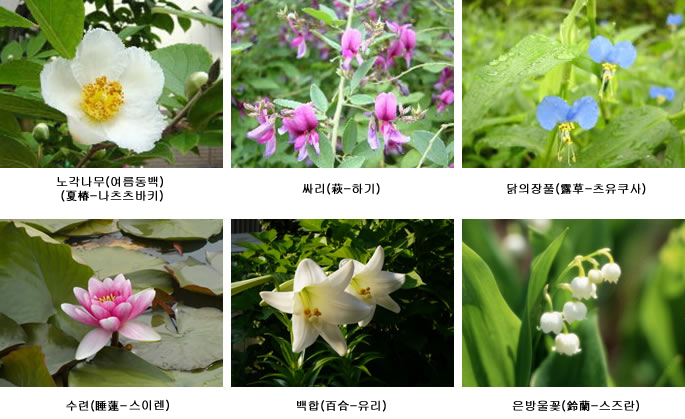 노각나무(여름동백)
(夏椿-나츠츠바키)
싸리(萩-하기)
닭의장풀(露草-츠유쿠사)
수련(睡蓮-스이렌)
백합(百合-유리)
은방울꽃(鈴蘭-스즈란)